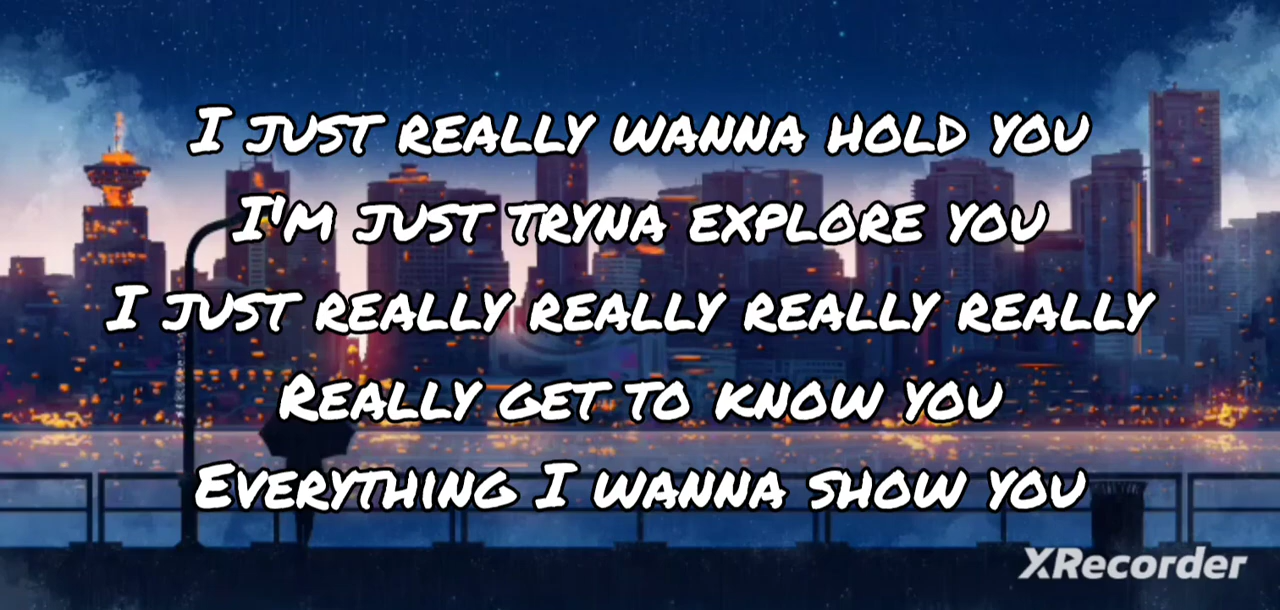 I just really wanna hold you
I'm just tryna explore you
I just really really really really
Really get to know you
Everything I wanna show you
XRecorder